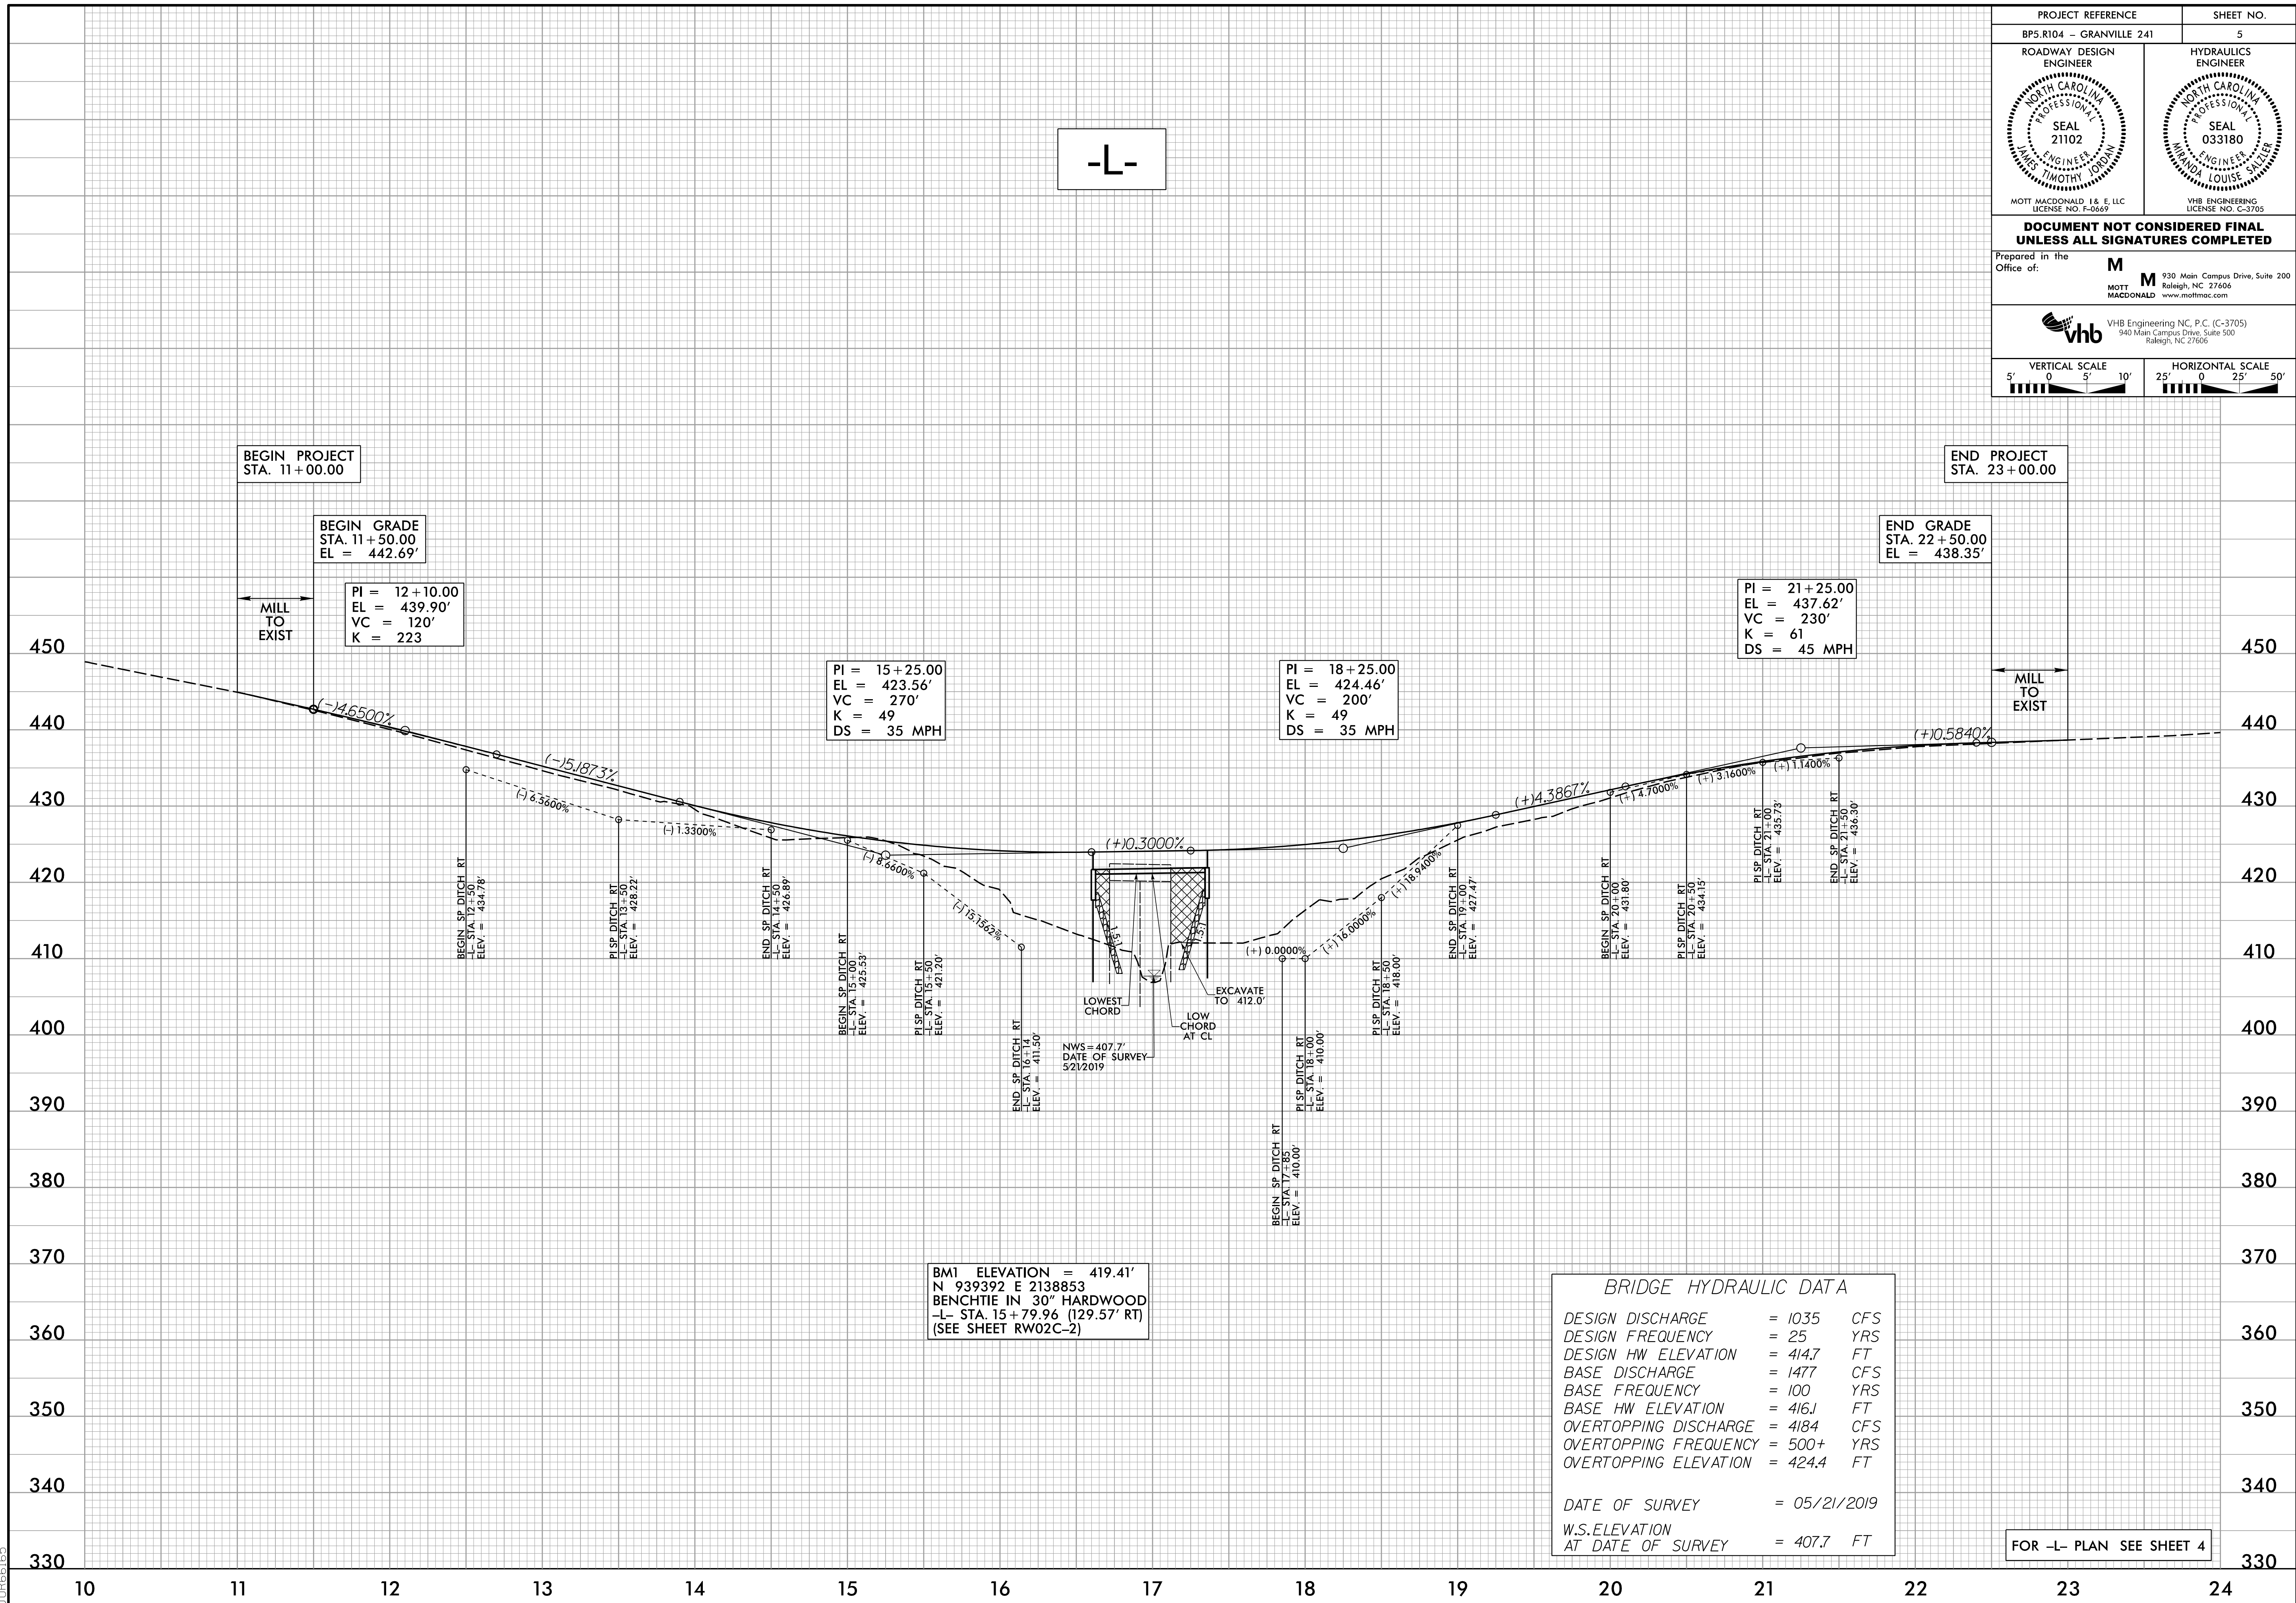 PROJECT REFERENCE
SHEET NO.
BP5.R104 – GRANVILLE 241
5
ROADWAY DESIGN
ENGINEER
HYDRAULICS
ENGINEER
NORTH CAROLINA
PROFESSIONAL
SEAL
21102
ENGINEER
JAMES TIMOTHY JORDAN
NORTH CAROLINA
PROFESSIONAL
SEAL
033180
ENGINEER
MIRANDA LOUISE SALZLER
MOTT MACDONALD I & E, LLC
LICENSE NO. F-0669
VHB ENGINEERING
LICENSE NO. C-3705
DOCUMENT NOT CONSIDERED FINAL
UNLESS ALL SIGNATURES COMPLETED
Prepared in the
Office of:
M
M
MOTT
MACDONALD
930 Main Campus Drive, Suite 200
Raleigh, NC 27606
www.mottmac.com
vhb
VHB Engineering NC, P.C. (C-3705)
940 Main Campus Drive, Suite 500
Raleigh, NC 27606
VERTICAL SCALE
5' 0 5' 10'
HORIZONTAL SCALE
25' 0 25' 50'
-L-
BEGIN PROJECT
STA. 11+00.00
END PROJECT
STA. 23+00.00
BEGIN GRADE
STA. 11+50.00
EL = 442.69'
END GRADE
STA. 22+50.00
EL = 438.35'
MILL
TO
EXIST
PI = 12+10.00
EL = 439.90'
VC = 120'
K = 223
PI = 15+25.00
EL = 423.56'
VC = 270'
K = 49
DS = 35 MPH
PI = 18+25.00
EL = 424.46'
VC = 200'
K = 49
DS = 35 MPH
PI = 21+25.00
EL = 437.62'
VC = 230'
K = 61
DS = 45 MPH
MILL
TO
EXIST
(-)4.6500%
(-)5.1873%
(+)0.3000%
(+)4.3867%
(+)0.5840%
(-) 6.5600%
(-) 1.3300%
(-) 8.6600%
(-) 15.1562%
(+) 0.0000%
(+) 16.0000%
(+) 18.9400%
(+) 4.7000%
(+) 3.1600%
(+) 1.1400%
BEGIN SP DITCH RT
-L- STA. 12+50
ELEV. = 434.78'
PI SP DITCH RT
-L- STA. 13+50
ELEV. = 428.22'
END SP DITCH RT
-L- STA. 14+50
ELEV. = 426.89'
BEGIN SP DITCH RT
-L- STA. 15+00
ELEV. = 425.53'
PI SP DITCH RT
-L- STA. 15+50
ELEV. = 421.20'
END SP DITCH RT
-L- STA. 16+14
ELEV. = 411.50'
BEGIN SP DITCH RT
-L- STA. 17+85
ELEV. = 410.00'
PI SP DITCH RT
-L- STA. 18+00
ELEV. = 410.00'
PI SP DITCH RT
-L- STA. 18+50
ELEV. = 418.00'
END SP DITCH RT
-L- STA. 19+00
ELEV. = 427.47'
BEGIN SP DITCH RT
-L- STA. 20+00
ELEV. = 431.80'
PI SP DITCH RT
-L- STA. 20+50
ELEV. = 434.15'
PI SP DITCH RT
-L- STA. 21+00
ELEV. = 435.73'
END SP DITCH RT
-L- STA. 21+50
ELEV. = 436.30'
1.5:1
1.5:1
LOWEST
CHORD
LOW
CHORD
AT CL
EXCAVATE
TO 412.0'
NWS=407.7'
DATE OF SURVEY
5/21/2019
BM1 ELEVATION = 419.41'
N 939392 E 2138853
BENCHTIE IN 30" HARDWOOD
-L- STA. 15+79.96 (129.57' RT)
(SEE SHEET RW02C-2)
BRIDGE HYDRAULIC DATA
DESIGN DISCHARGE = 1035 CFS
DESIGN FREQUENCY = 25 YRS
DESIGN HW ELEVATION = 414.7 FT
BASE DISCHARGE = 1477 CFS
BASE FREQUENCY = 100 YRS
BASE HW ELEVATION = 416.1 FT
OVERTOPPING DISCHARGE = 4184 CFS
OVERTOPPING FREQUENCY = 500+ YRS
OVERTOPPING ELEVATION = 424.4 FT
DATE OF SURVEY = 05/21/2019
W.S.ELEVATION
AT DATE OF SURVEY = 407.7 FT
FOR -L- PLAN SEE SHEET 4
450 450
440 440
430 430
420 420
410 410
400 400
390 390
380 380
370 370
360 360
350 350
340 340
330 330
10 11 12 13 14 15 16 17 18 19 20 21 22 23 24